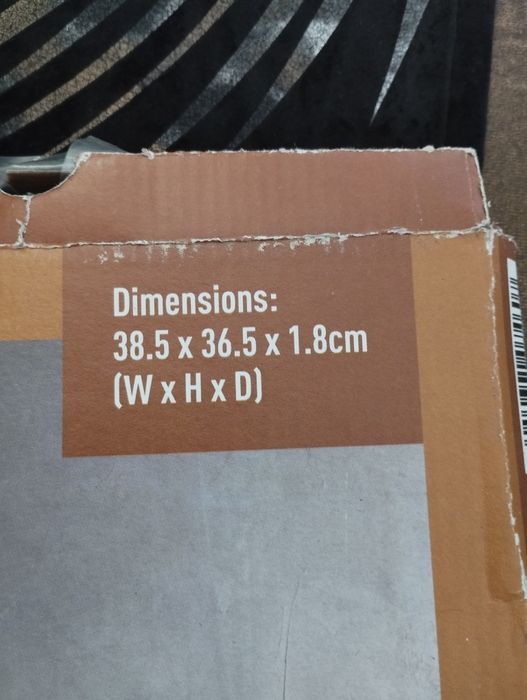 Dimensions:
38.5 x 36.5 x 1.8cm
(W x H x D)